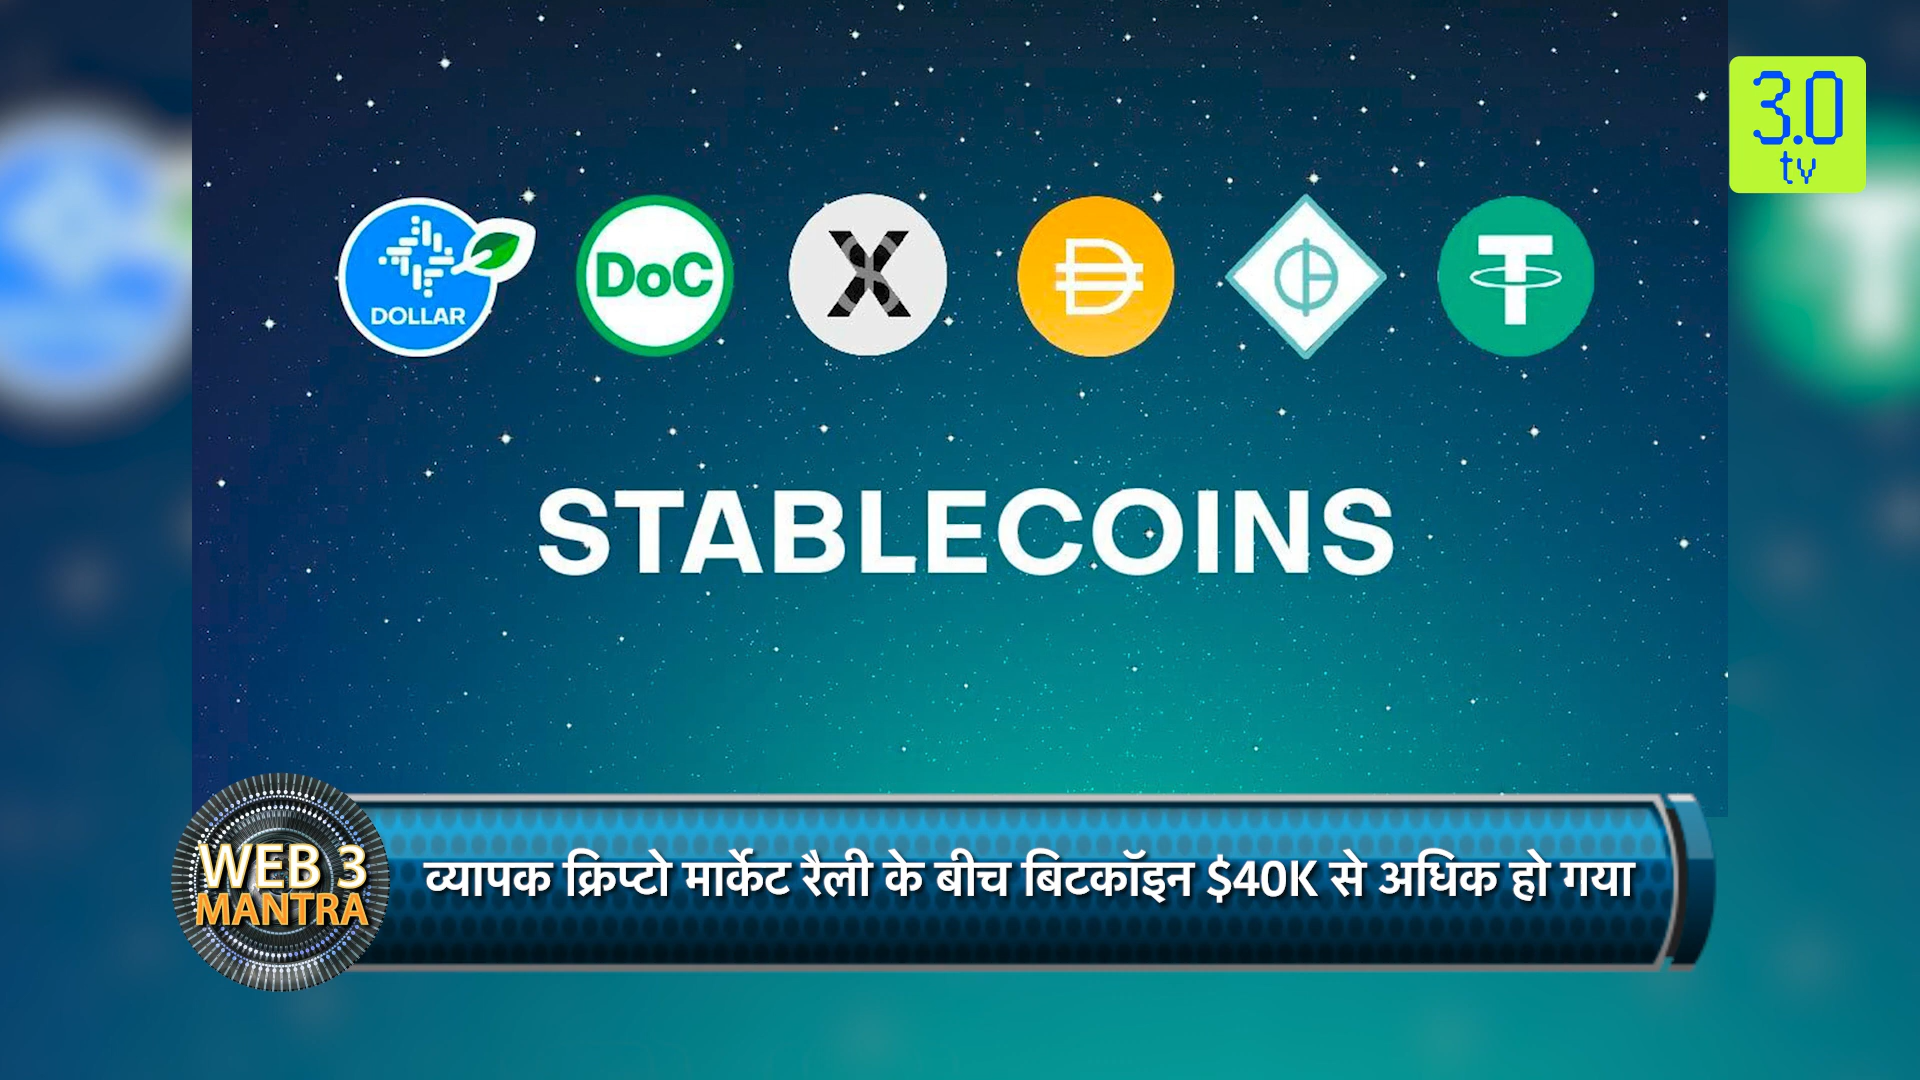 3.0
tv
DOLLAR
DoC
STABLECOINS
WEB 3
MANTRA
व्यापक क्रिप्टो मार्केट रैली के बीच बिटकॉइन $40K से अधिक हो गया